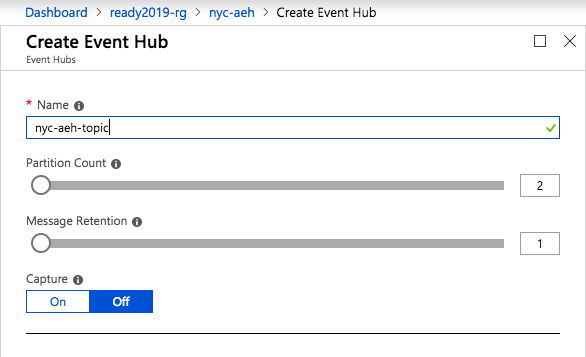 Dashboard > ready2019-rg > nyc-aeh > Create Event Hub
Create Event Hub
Event Hubs
* Name
nyc-aeh-topic
Partition Count
2
Message Retention
1
Capture
On Off